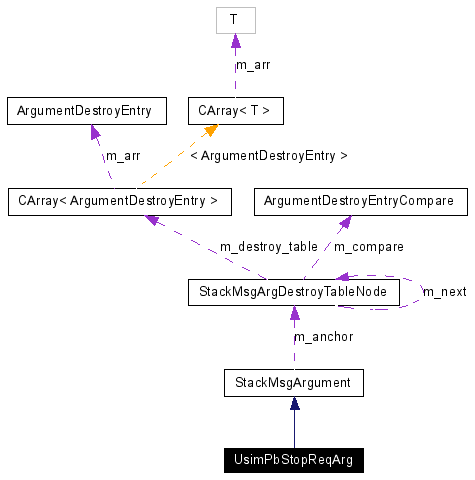 T
m_arr
ArgumentDestroyEntry
CArray< T >
m_arr
< ArgumentDestroyEntry >
CArray< ArgumentDestroyEntry >
ArgumentDestroyEntryCompare
m_destroy_table
m_compare
StackMsgArgDestroyTableNode
m_next
m_anchor
StackMsgArgument
UsimPbStopReqArg